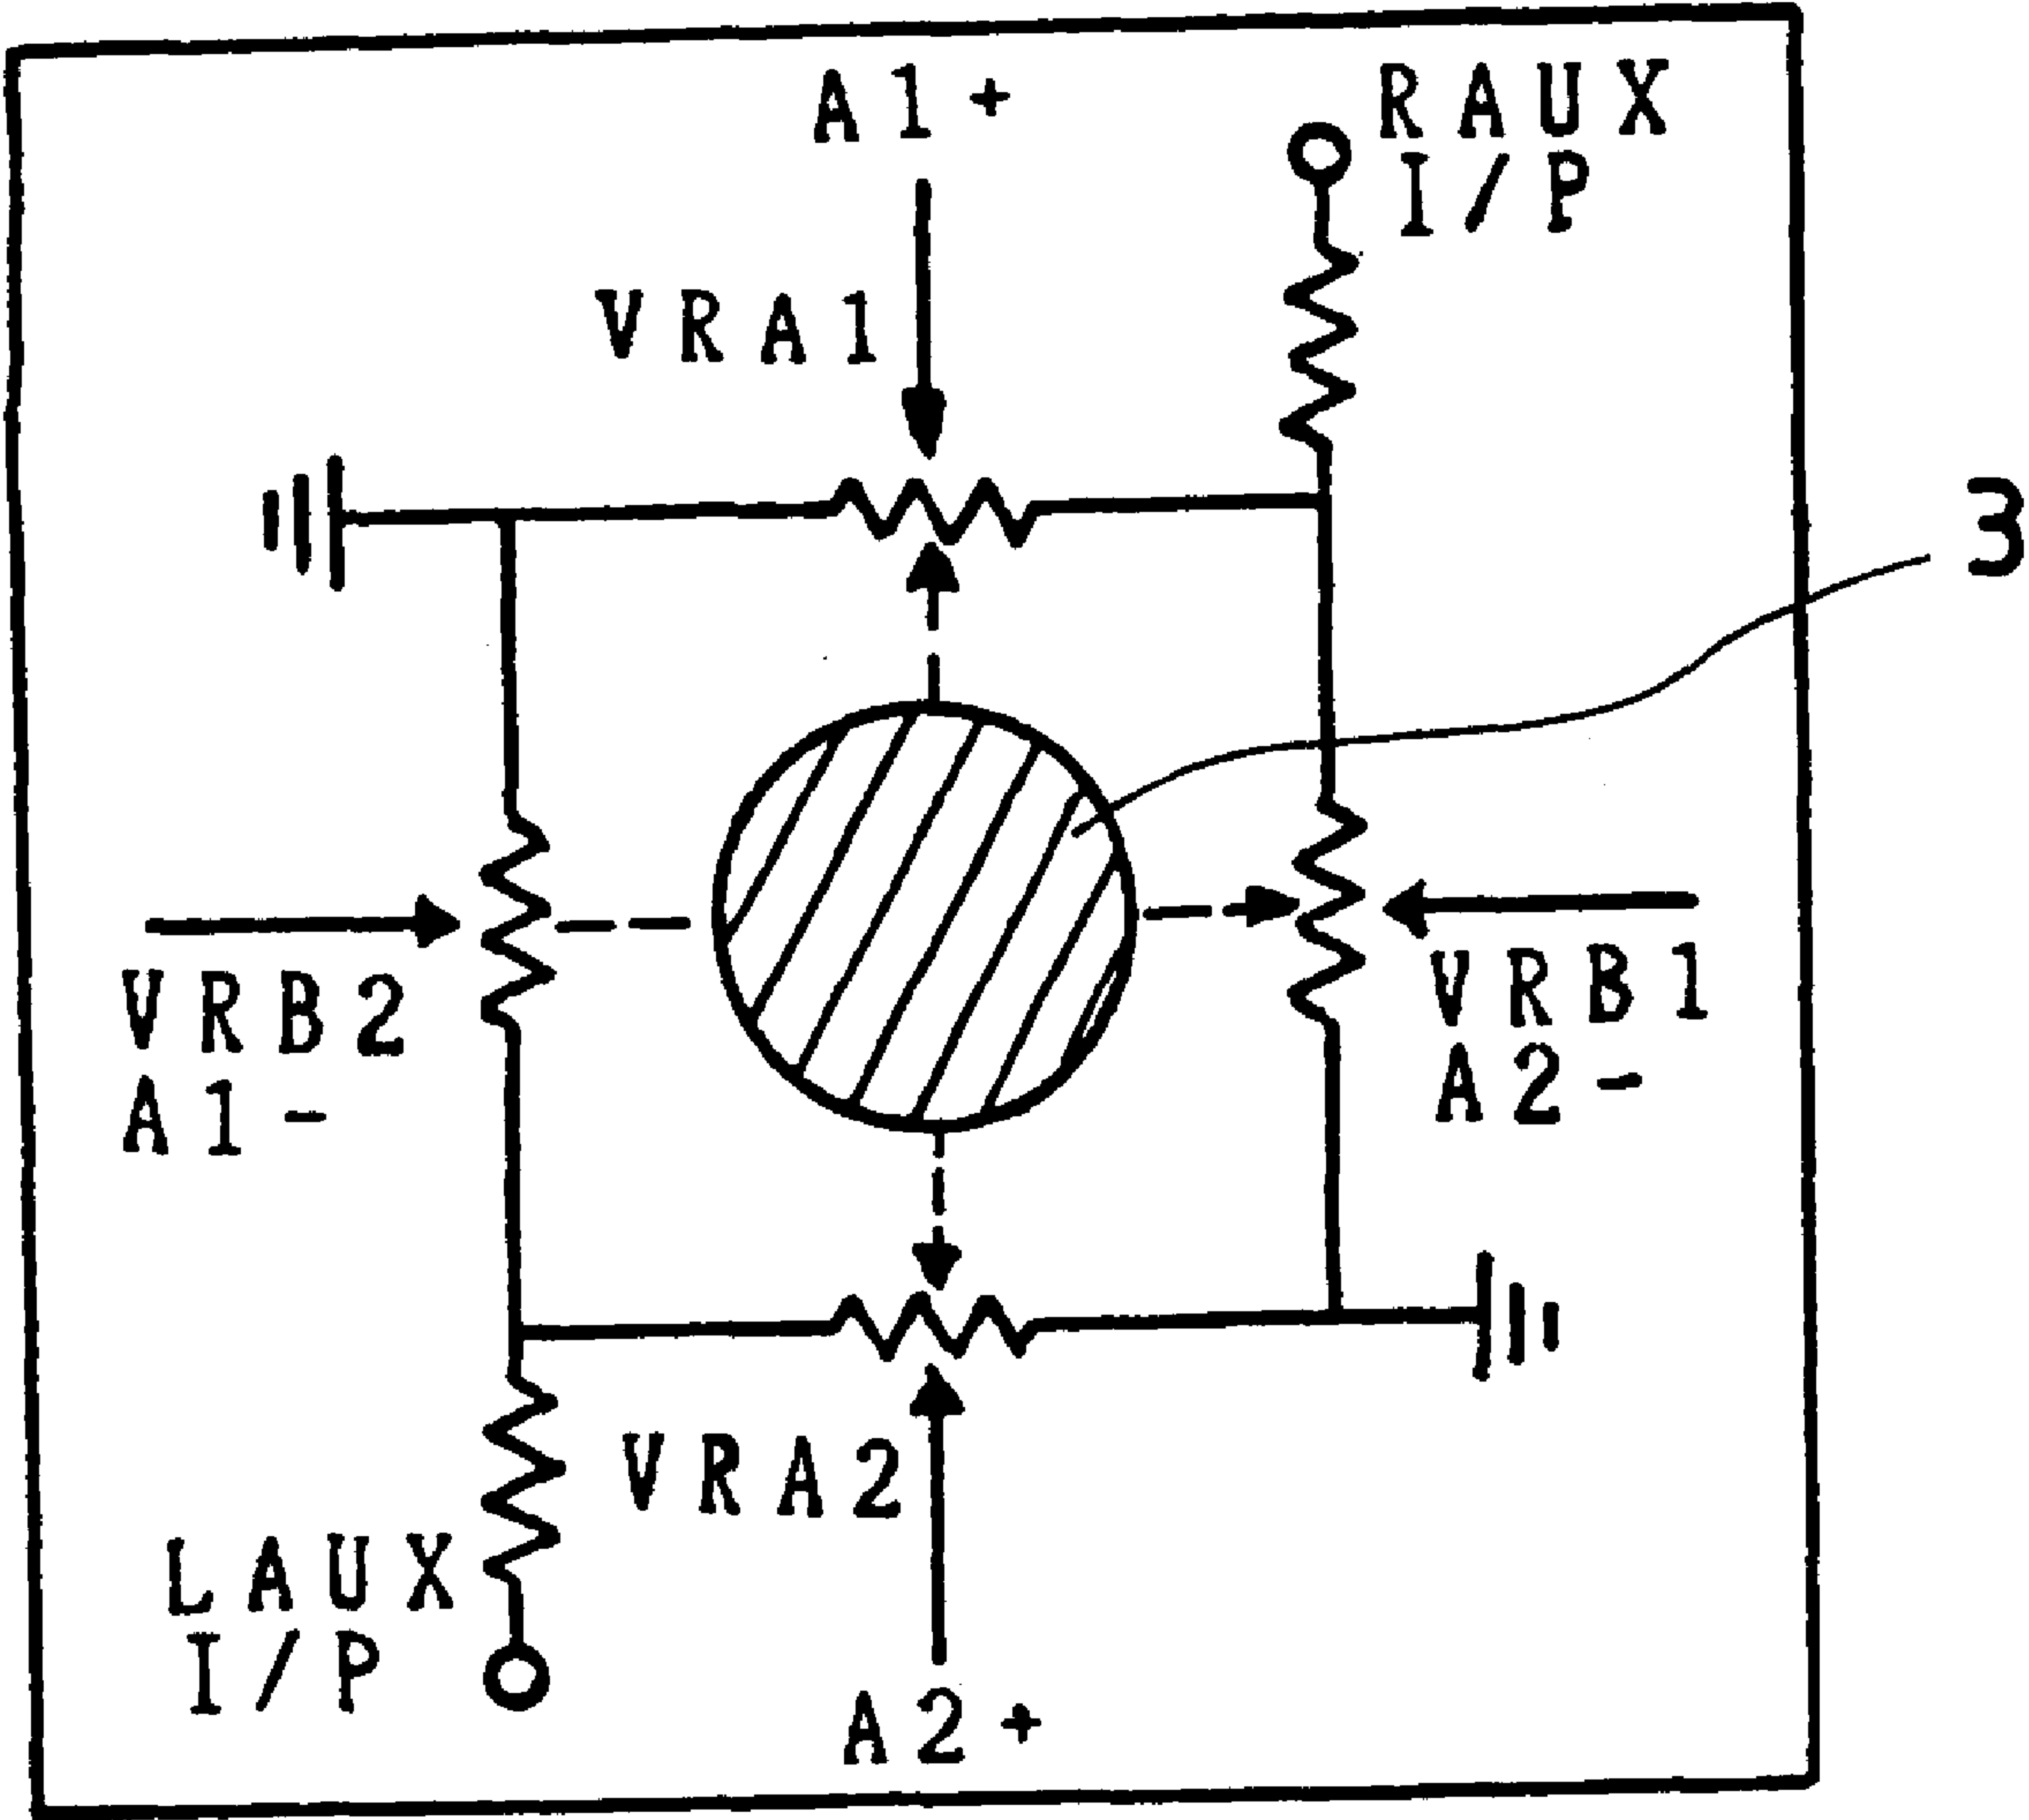 A1+
RAUX
I/P
VRA1
3
VRB2
A1-
VRB1
A2-
VRA2
LAUX
I/P
A2+